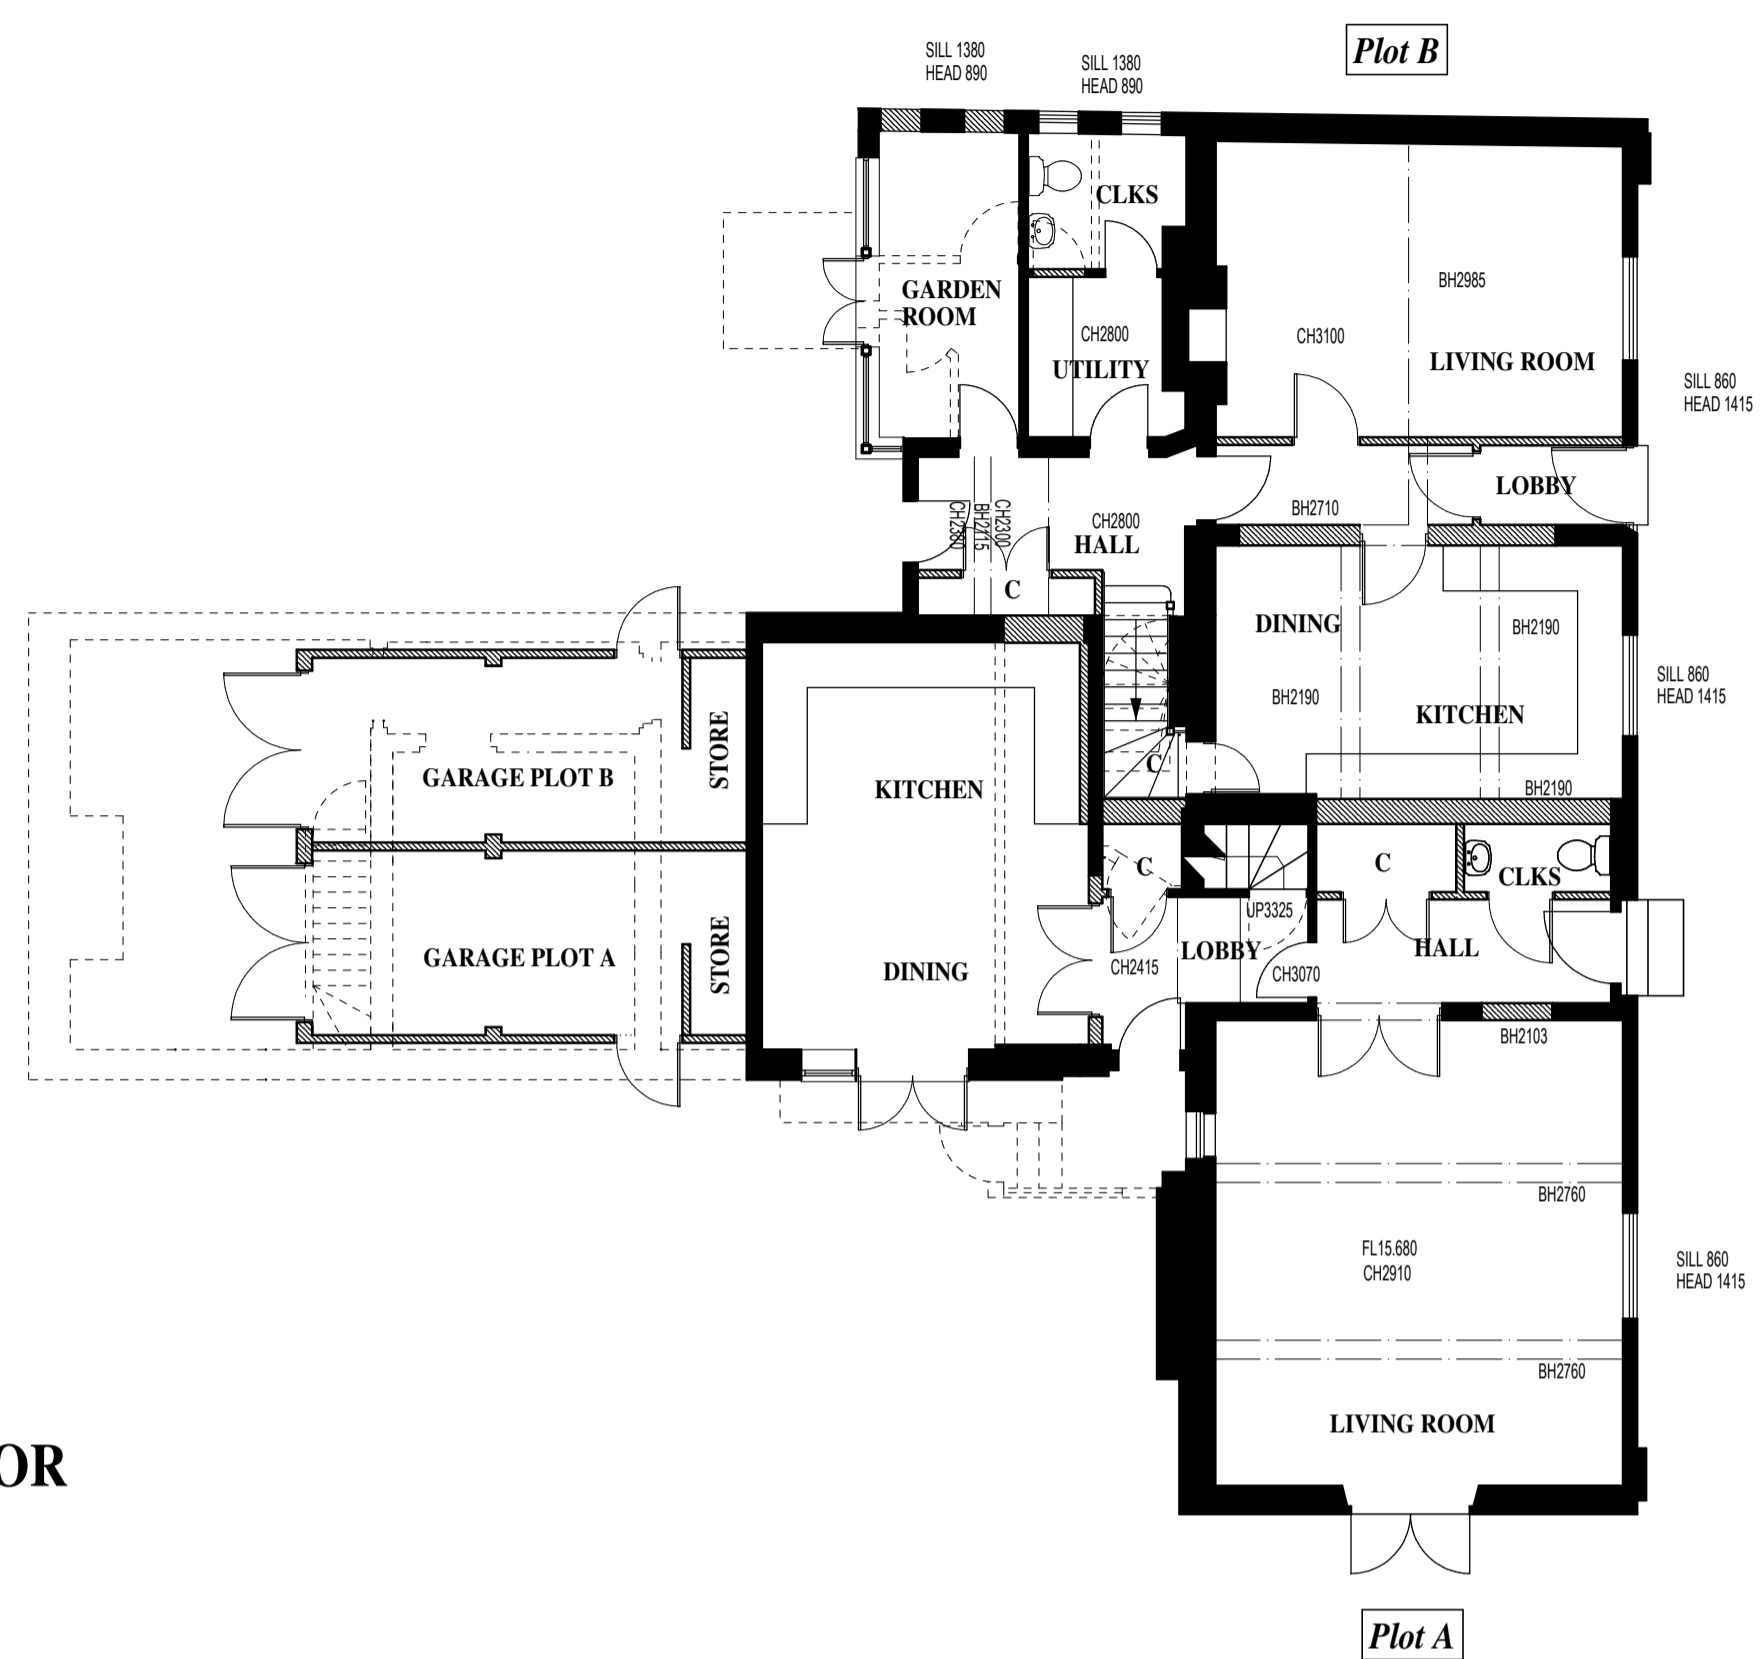 Plot B
SILL 1380
HEAD 890
SILL 1380
HEAD 890
CLKS
GARDEN
ROOM
CH2800
UTILITY
BH2985
CH3100
LIVING ROOM
SILL 860
HEAD 1415
LOBBY
BH2710
CH2380
BH2115
CH2300
CH2800
HALL
C
DINING
BH2190
BH2190
KITCHEN
BH2190
SILL 860
HEAD 1415
C
GARAGE PLOT B
STORE
KITCHEN
C
C
CLKS
UP3325
GARAGE PLOT A
STORE
DINING
CH2415
LOBBY
CH3070
HALL
BH2103
BH2760
FL15.680
CH2910
SILL 860
HEAD 1415
BH2760
LIVING ROOM
OR
Plot A